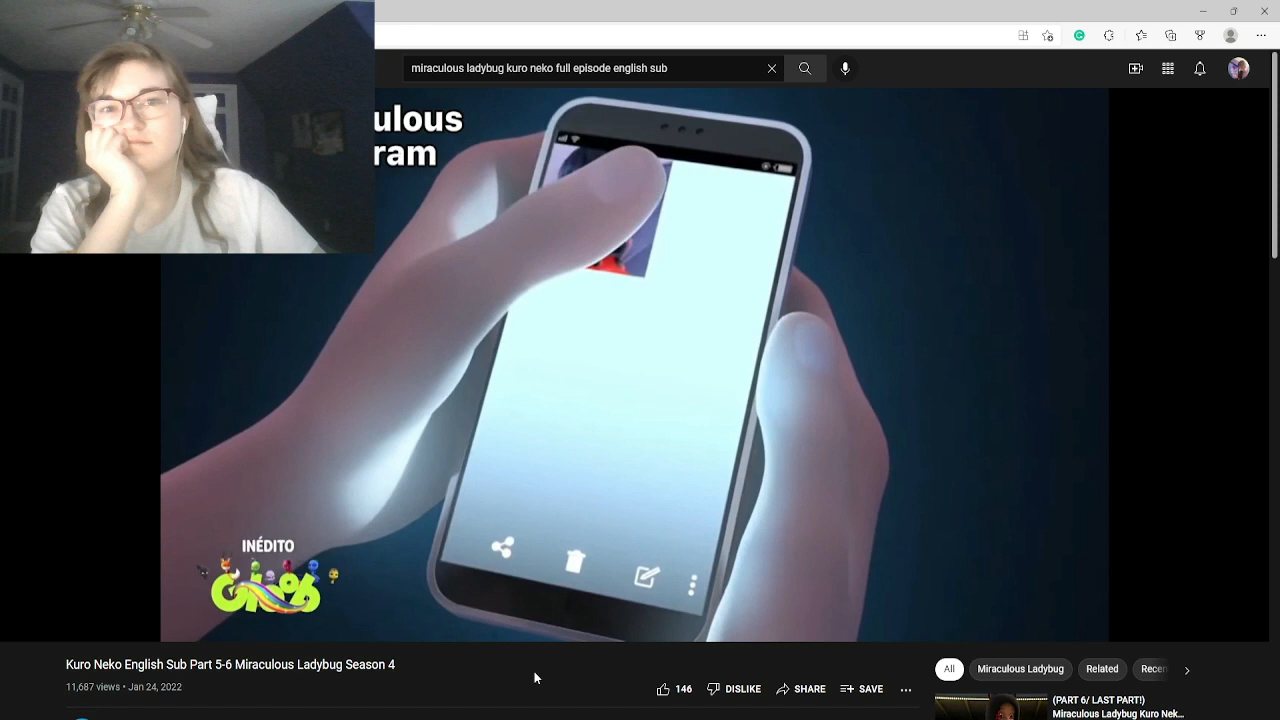 miraculous ladybug kuro neko full episode english sub
ulous
ram
INÉDITO
Gloob
Kuro Neko English Sub Part 5-6 Miraculous Ladybug Season 4
11,687 views • Jan 24, 2022
146
DISLIKE
SHARE
SAVE
All
Miraculous Ladybug
Related
Recen
(PART 6/ LAST PART!)
Miraculous Ladybug Kuro Nek...